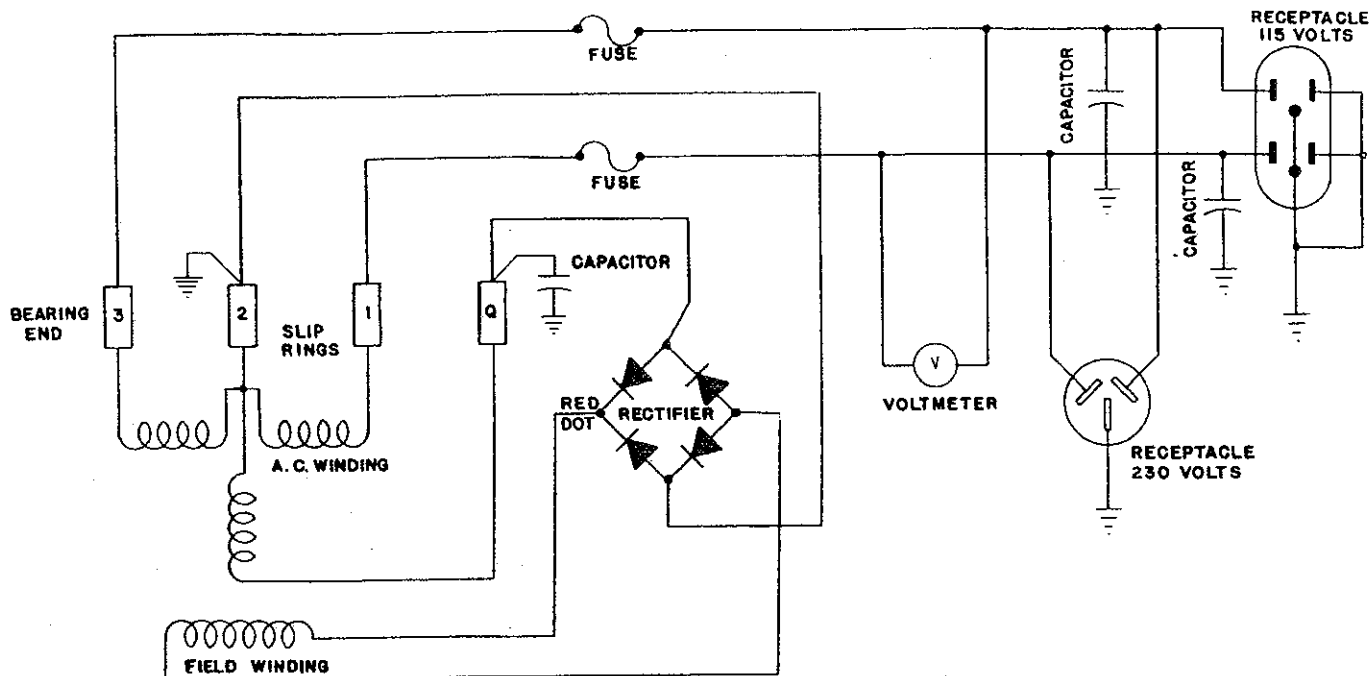 RECEPTACLE
115 VOLTS
FUSE
CAPACITOR
FUSE
CAPACITOR
CAPACITOR
BEARING
END
3
2
SLIP
RINGS
1
Q
RED
DOT
RECTIFIER
V
VOLTMETER
A.C. WINDING
RECEPTACLE
230 VOLTS
FIELD WINDING